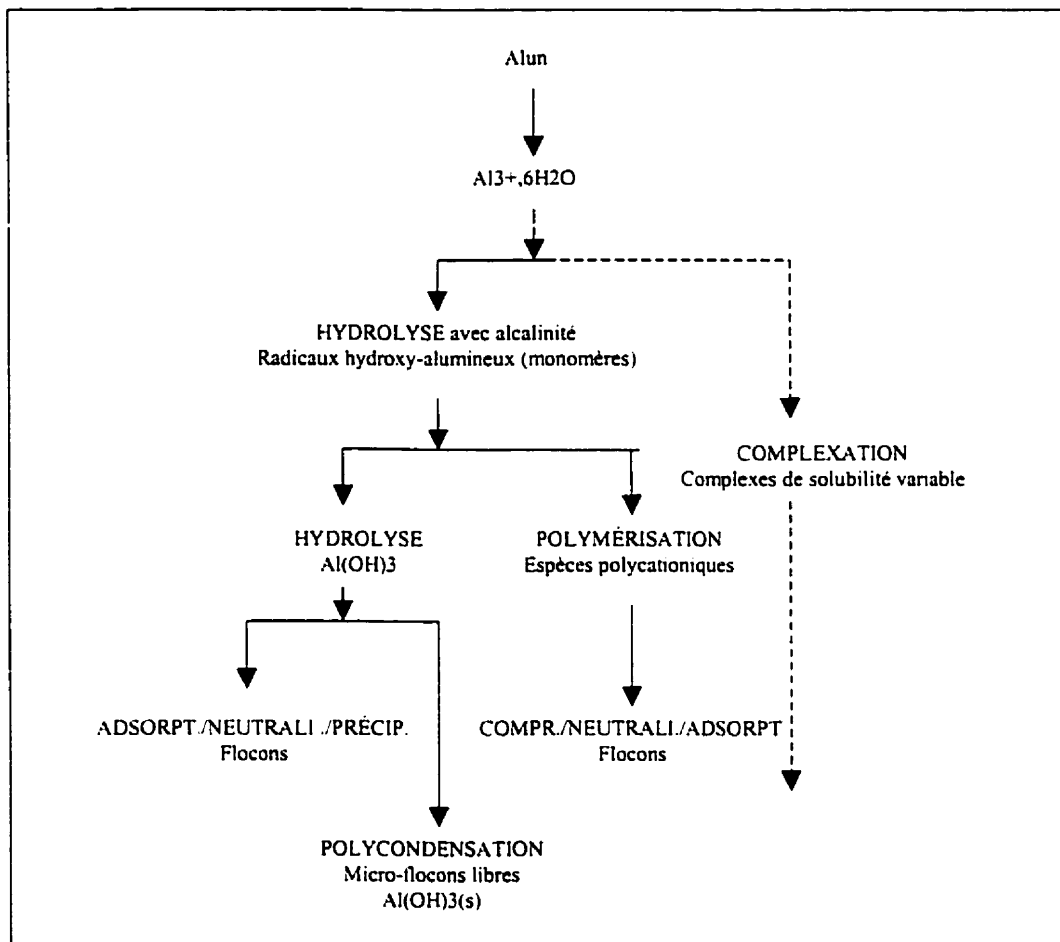 Alun
Al3+,6H2O
HYDROLYSE avec alcalinité
Radicaux hydroxy-alumineux (monomères)
COMPLEXATION
Complexes de solubilité variable
HYDROLYSE
Al(OH)3
POLYMÉRISATION
Espèces polycationiques
ADSORPT./NEUTRALI./PRÉCIP.
Flocons
COMPR./NEUTRALI./ADSORPT
Flocons
POLYCONDENSATION
Micro-flocons libres
Al(OH)3(s)